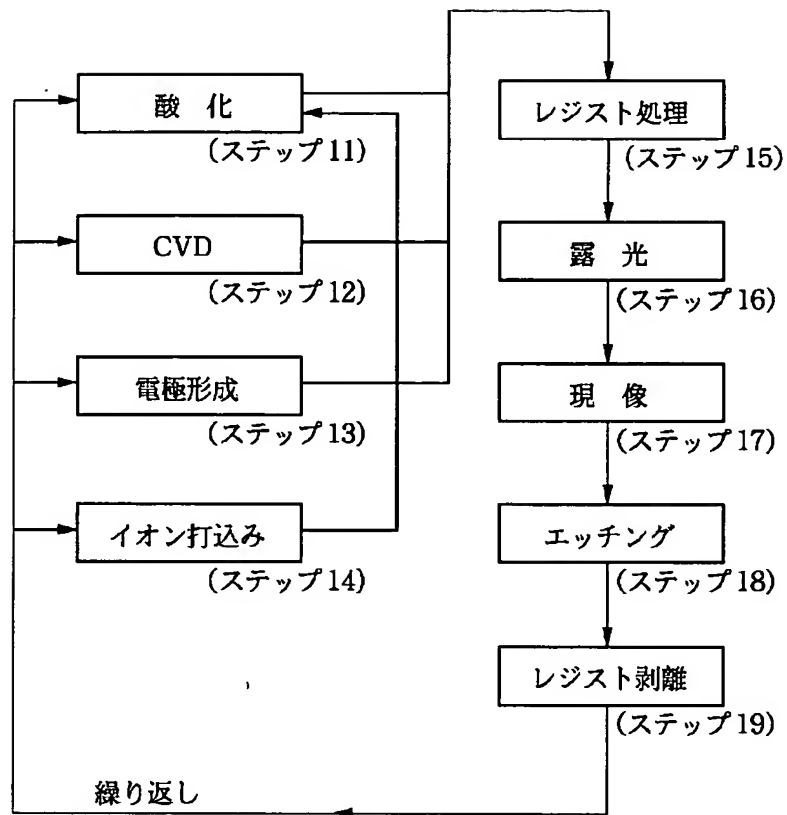 酸化
(ステップ11)
CVD
(ステップ12)
電極形成
(ステップ13)
イオン打込み
(ステップ14)
レジスト処理
(ステップ15)
露光
(ステップ16)
現像
(ステップ17)
エッチング
(ステップ18)
レジスト剥離
(ステップ19)
繰り返し